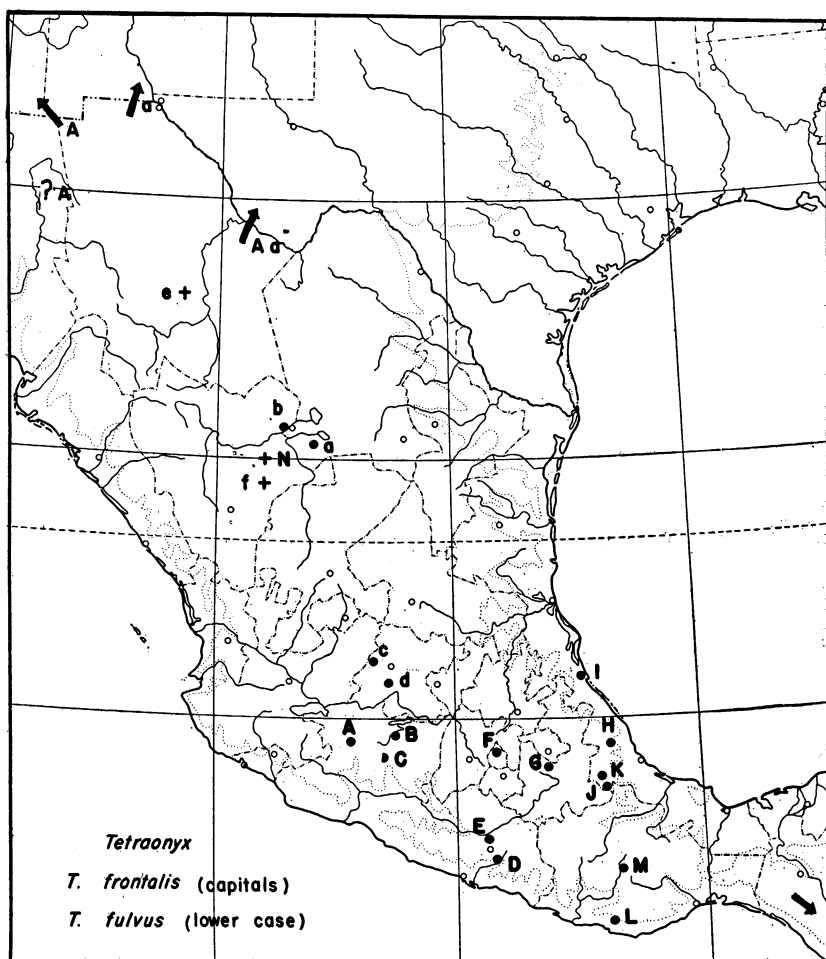 a
A
? A
A a
e +
b
a
+ N
f +
c
d
I
A
B
C
F
G
H
K
J
E
D
M
L
Tetraonyx
T. frontalis (capitals)
T. fulvus (lower case)